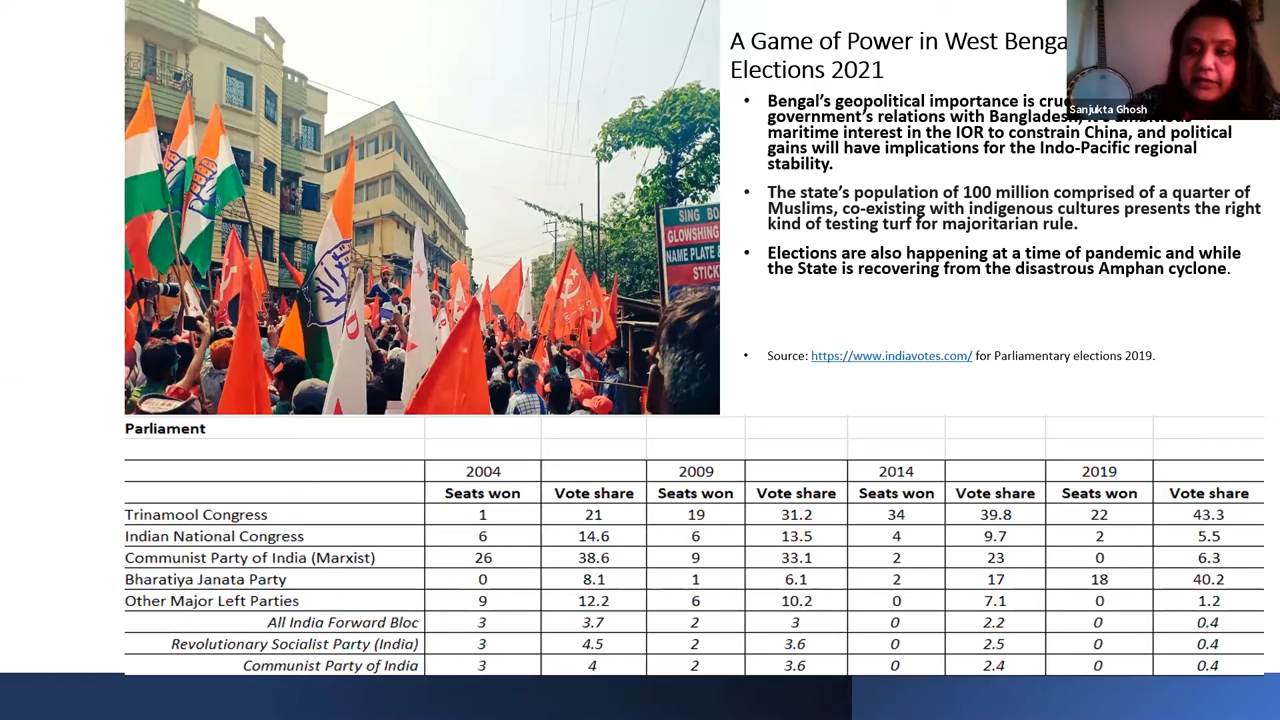 A Game of Power in West Benga
Elections 2021
Sanjukta Ghosh
• Bengal's geopolitical importance is cruc
government's relations with Bangladesh,
maritime interest in the IOR to constrain China, and political
gains will have implications for the Indo-Pacific regional
stability.
• The state's population of 100 million comprised of a quarter of
Muslims, co-existing with indigenous cultures presents the right
kind of testing turf for majoritarian rule.
• Elections are also happening at a time of pandemic and while
the State is recovering from the disastrous Amphan cyclone.
• Source: https://www.indiavotes.com/ for Parliamentary elections 2019.
SING BO
GLOWSHING
NAME PLATE &
STICK
Parliament
2004 2009 2014 2019
Seats won Vote share Seats won Vote share Seats won Vote share Seats won Vote share
Trinamool Congress 1 21 19 31.2 34 39.8 22 43.3
Indian National Congress 6 14.6 6 13.5 4 9.7 2 5.5
Communist Party of India (Marxist) 26 38.6 9 33.1 2 23 0 6.3
Bharatiya Janata Party 0 8.1 1 6.1 2 17 18 40.2
Other Major Left Parties 9 12.2 6 10.2 0 7.1 0 1.2
All India Forward Bloc 3 3.7 2 3 0 2.2 0 0.4
Revolutionary Socialist Party (India) 3 4.5 2 3.6 0 2.5 0 0.4
Communist Party of India 3 4 2 3.6 0 2.4 0 0.4